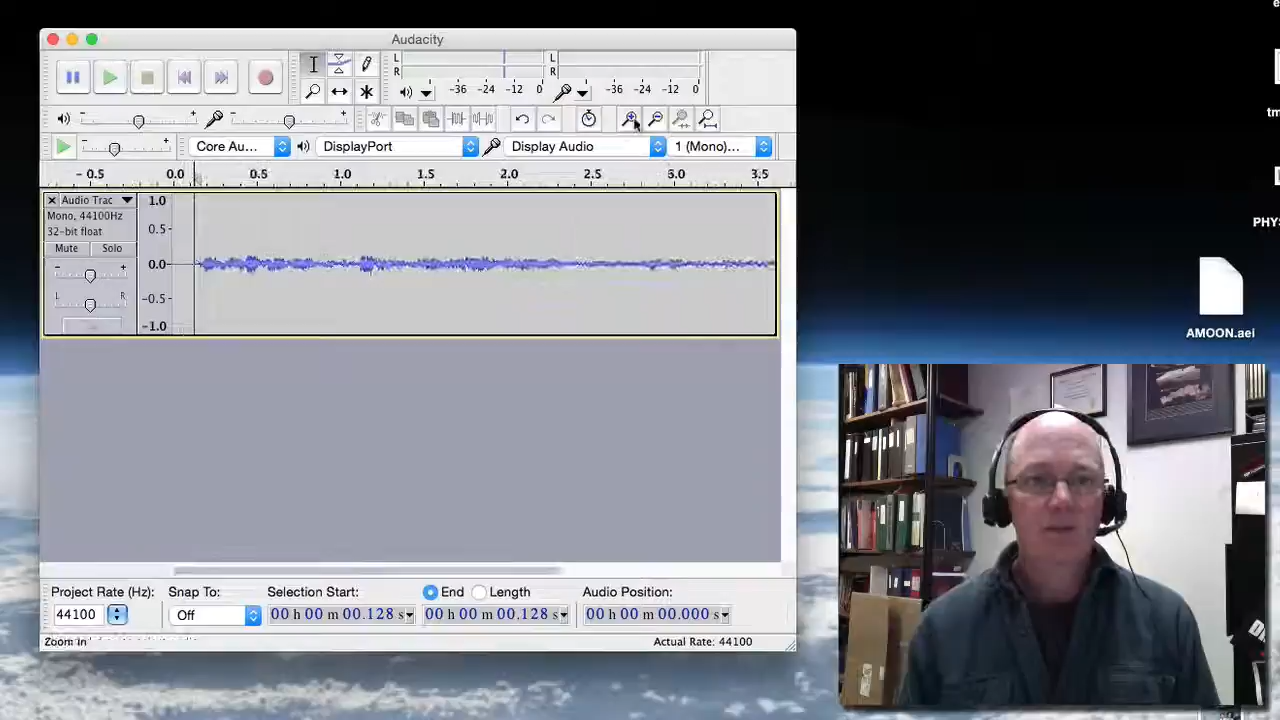 Audacity
L
R
-36 -24 -12 0
L
R
-36 -24 -12 0
- +
- +
Core Au...
DisplayPort
Display Audio
1 (Mono)...
- 0.5 0.0 0.5 1.0 1.5 2.0 2.5 3.0 3.5
Audio Trac
Mono, 44100Hz
32-bit float
Mute Solo
- +
L R
1.0
0.5-
0.0-
-0.5-
-1.0
Project Rate (Hz):
44100
Snap To:
Off
Selection Start:
End
Length
00 h 00 m 00.128 s
00 h 00 m 00.128 s
Audio Position:
00 h 00 m 00.000 s
Zoom In
Actual Rate: 44100
tm
PHYS
AMOON.aei